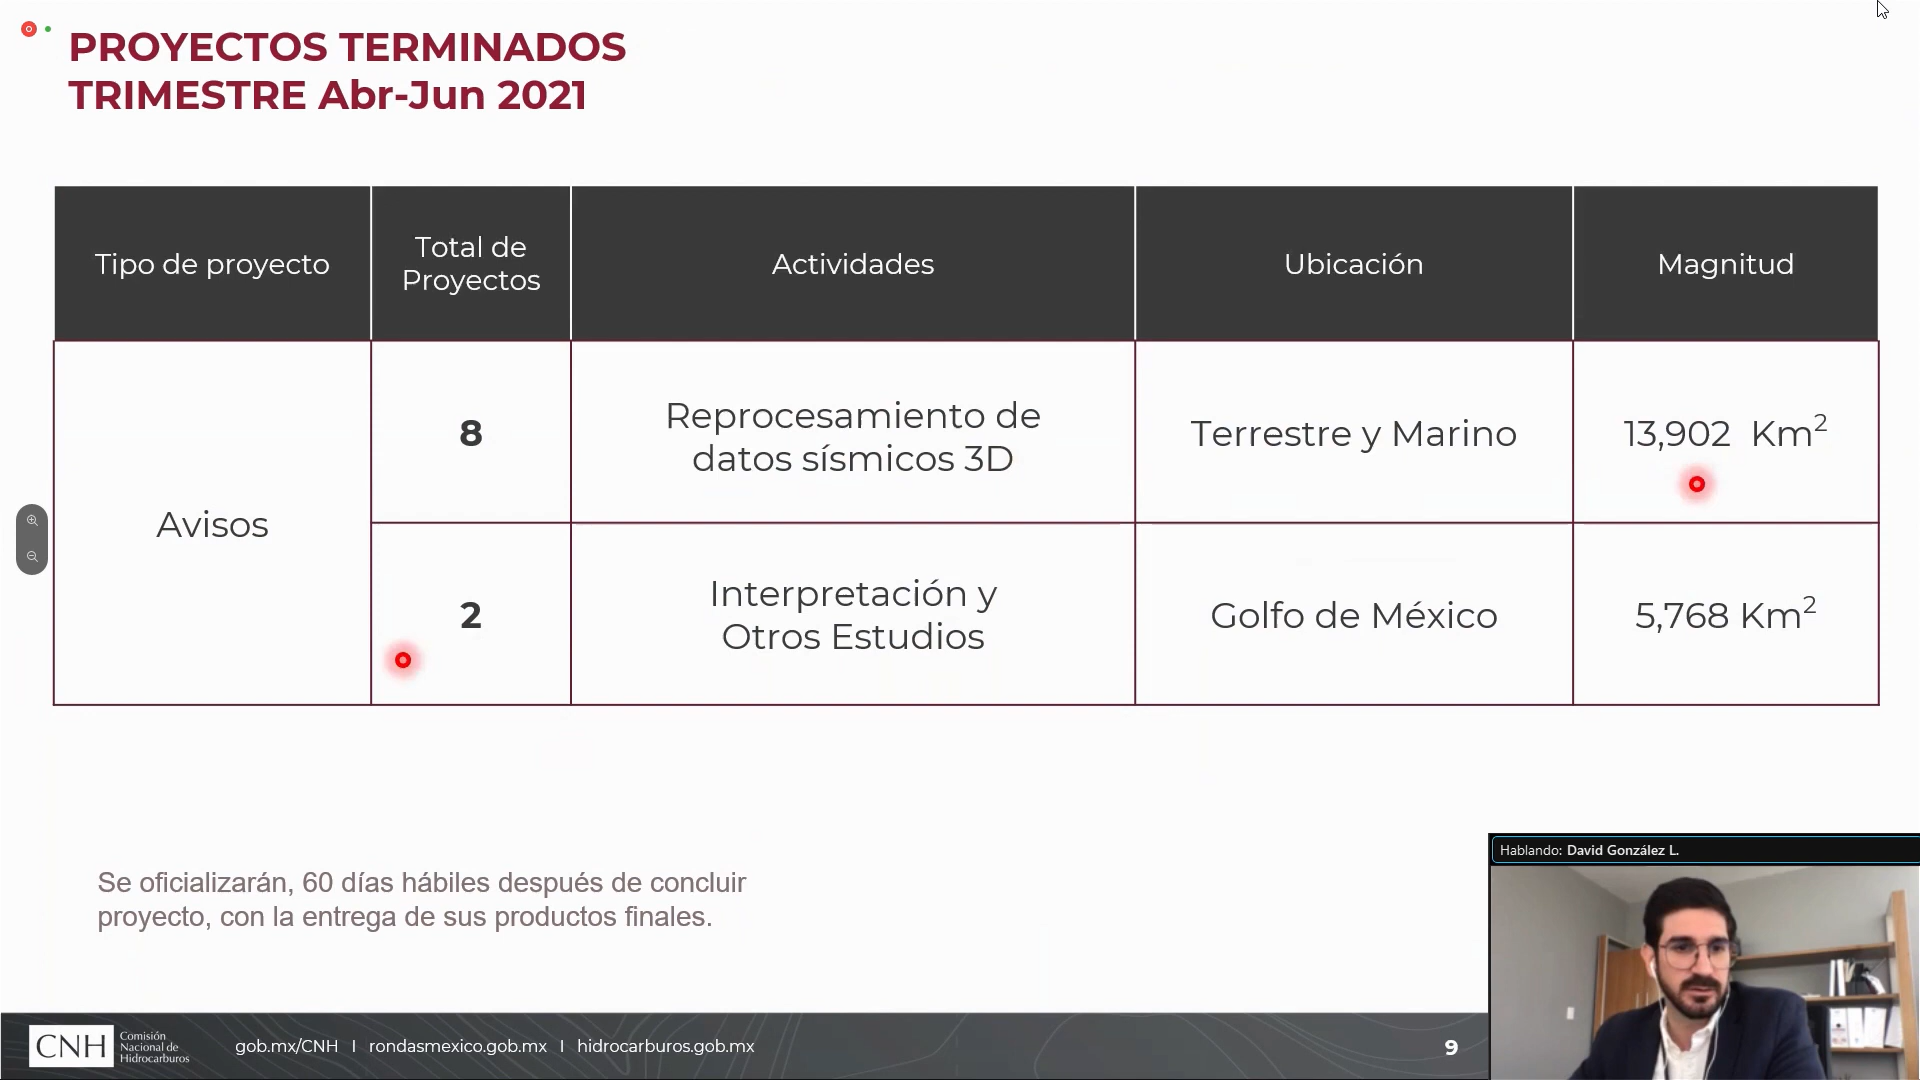 PROYECTOS TERMINADOS
TRIMESTRE Abr-Jun 2021
Tipo de proyecto
Total de
Proyectos
Actividades
Ubicación
Magnitud
Avisos
8
Reprocesamiento de
datos sísmicos 3D
Terrestre y Marino
13,902 Km²
2
Interpretación y
Otros Estudios
Golfo de México
5,768 Km²
Se oficializarán, 60 días hábiles después de concluir
proyecto, con la entrega de sus productos finales.
Hablando: David González L.
CNH
Comisión
Nacional de
Hidrocarburos
gob.mx/CNH I rondasmexico.gob.mx I hidrocarburos.gob.mx
9